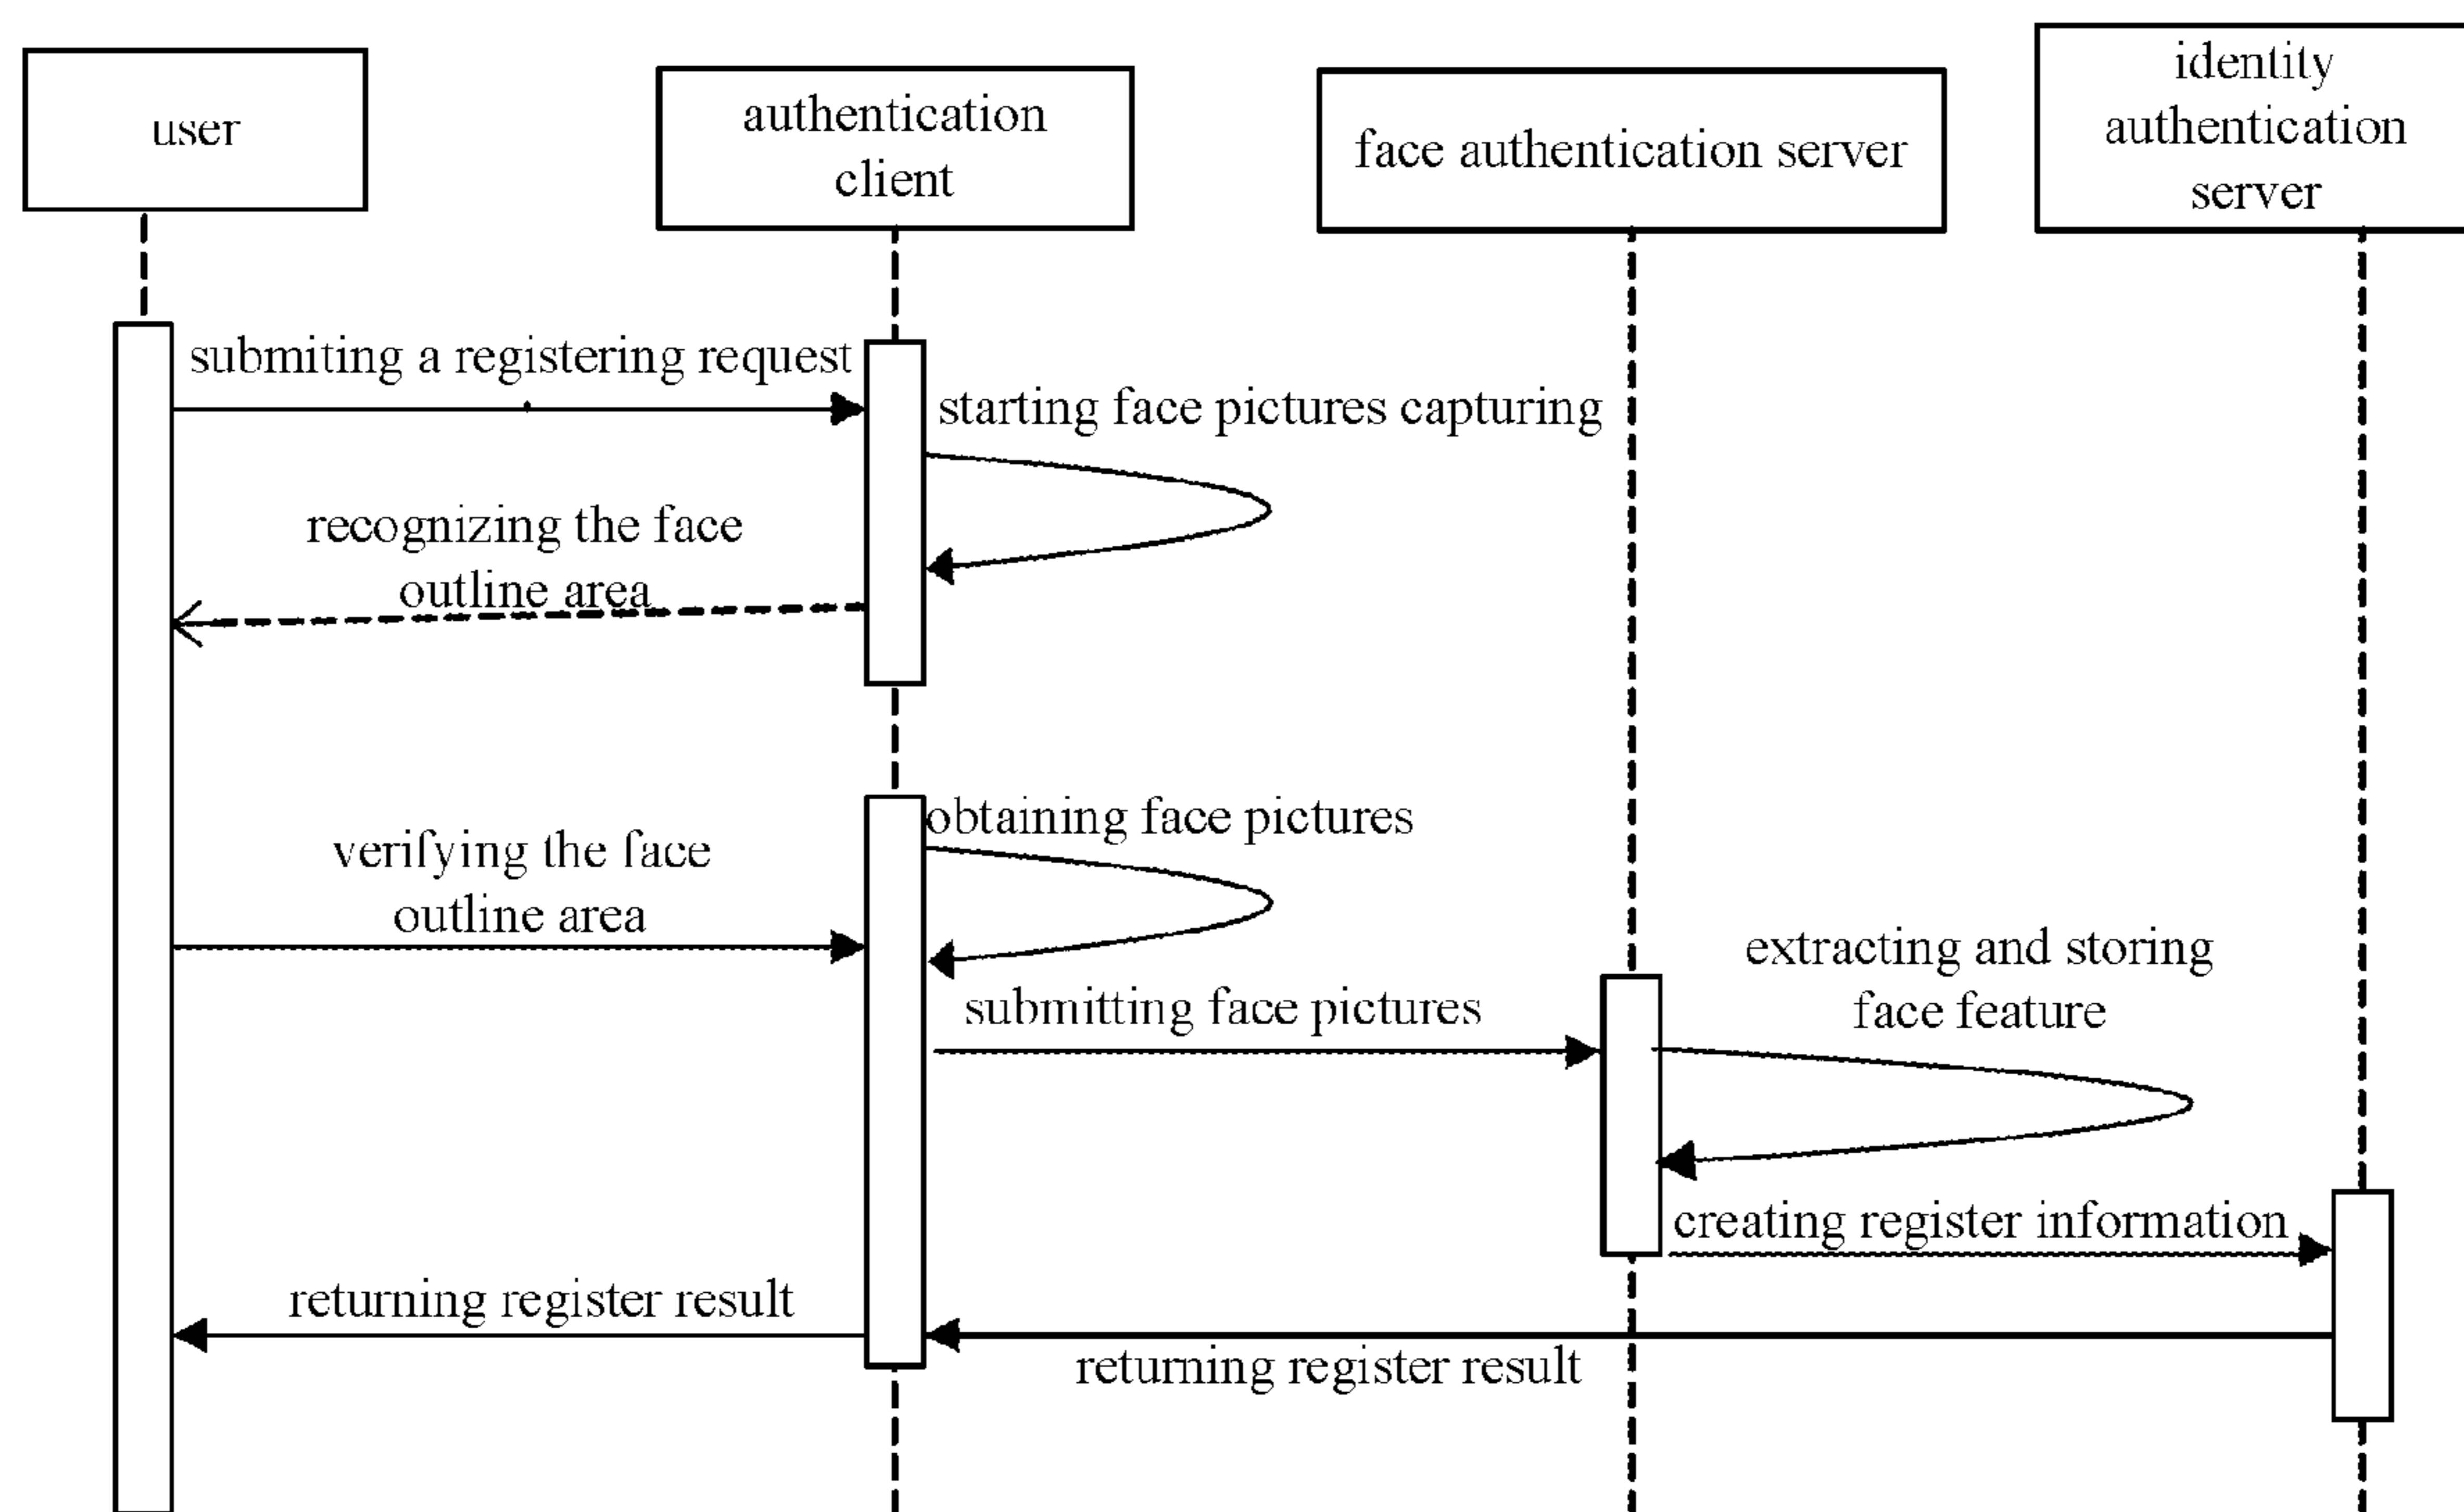 user
authentication
client
face authentication server
identity
authentication
server
submiting a registering request
starting face pictures capturing
recognizing the face
outline area
obtaining face pictures
verifying the face
outline area
extracting and storing
face feature
submitting face pictures
creating register information
returning register result
returning register result